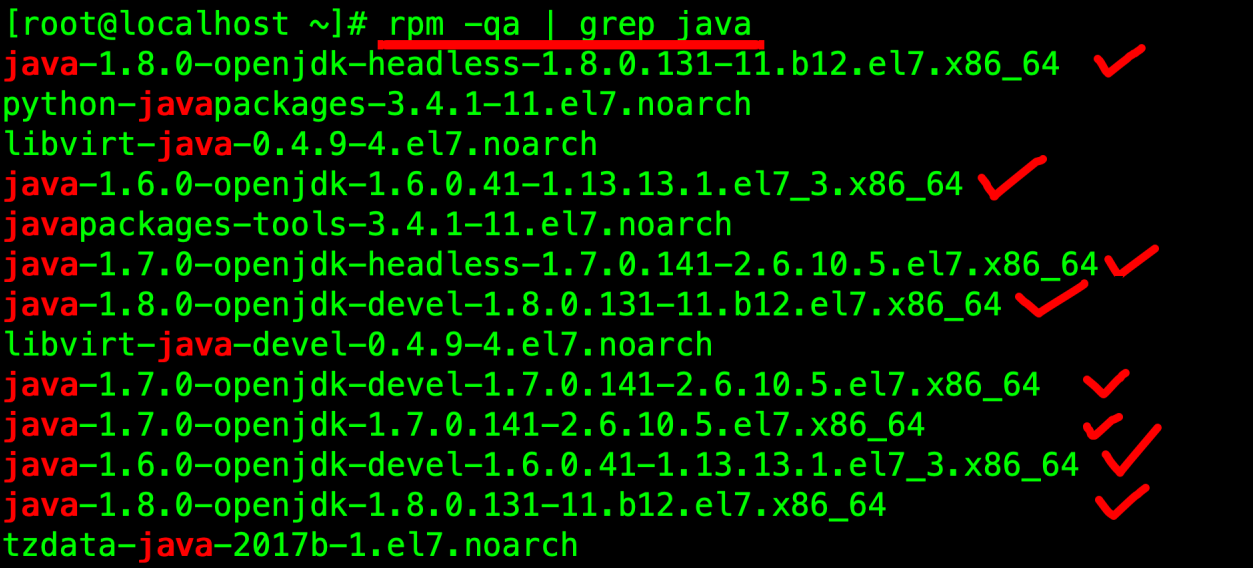 [root@localhost ~]# rpm -qa | grep java
java-1.8.0-openjdk-headless-1.8.0.131-11.b12.el7.x86_64
python-javapackages-3.4.1-11.el7.noarch
libvirt-java-0.4.9-4.el7.noarch
java-1.6.0-openjdk-1.6.0.41-1.13.13.1.el7_3.x86_64
javapackages-tools-3.4.1-11.el7.noarch
java-1.7.0-openjdk-headless-1.7.0.141-2.6.10.5.el7.x86_64
java-1.8.0-openjdk-devel-1.8.0.131-11.b12.el7.x86_64
libvirt-java-devel-0.4.9-4.el7.noarch
java-1.7.0-openjdk-devel-1.7.0.141-2.6.10.5.el7.x86_64
java-1.7.0-openjdk-1.7.0.141-2.6.10.5.el7.x86_64
java-1.6.0-openjdk-devel-1.6.0.41-1.13.13.1.el7_3.x86_64
java-1.8.0-openjdk-1.8.0.131-11.b12.el7.x86_64
tzdata-java-2017b-1.el7.noarch